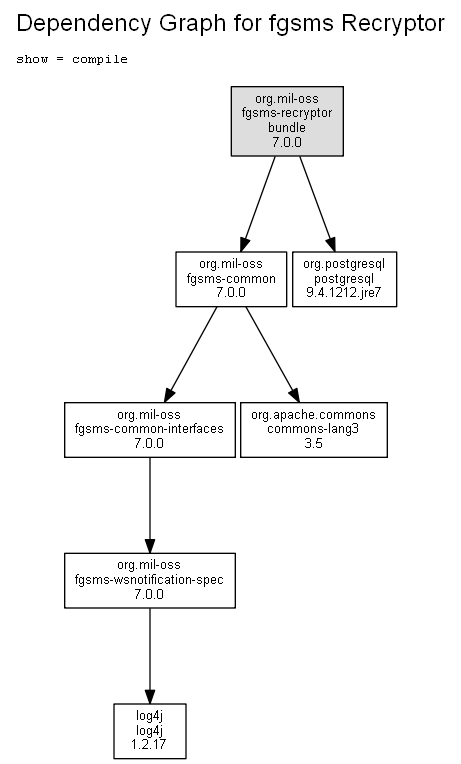 Dependency Graph for fgsms Recryptor
show = compile
org.mil-oss
fgsms-recryptor
bundle
7.0.0
org.mil-oss
fgsms-common
7.0.0
org.postgresql
postgresql
9.4.1212.jre7
org.mil-oss
fgsms-common-interfaces
7.0.0
org.apache.commons
commons-lang3
3.5
org.mil-oss
fgsms-wsnotification-spec
7.0.0
log4j
log4j
1.2.17